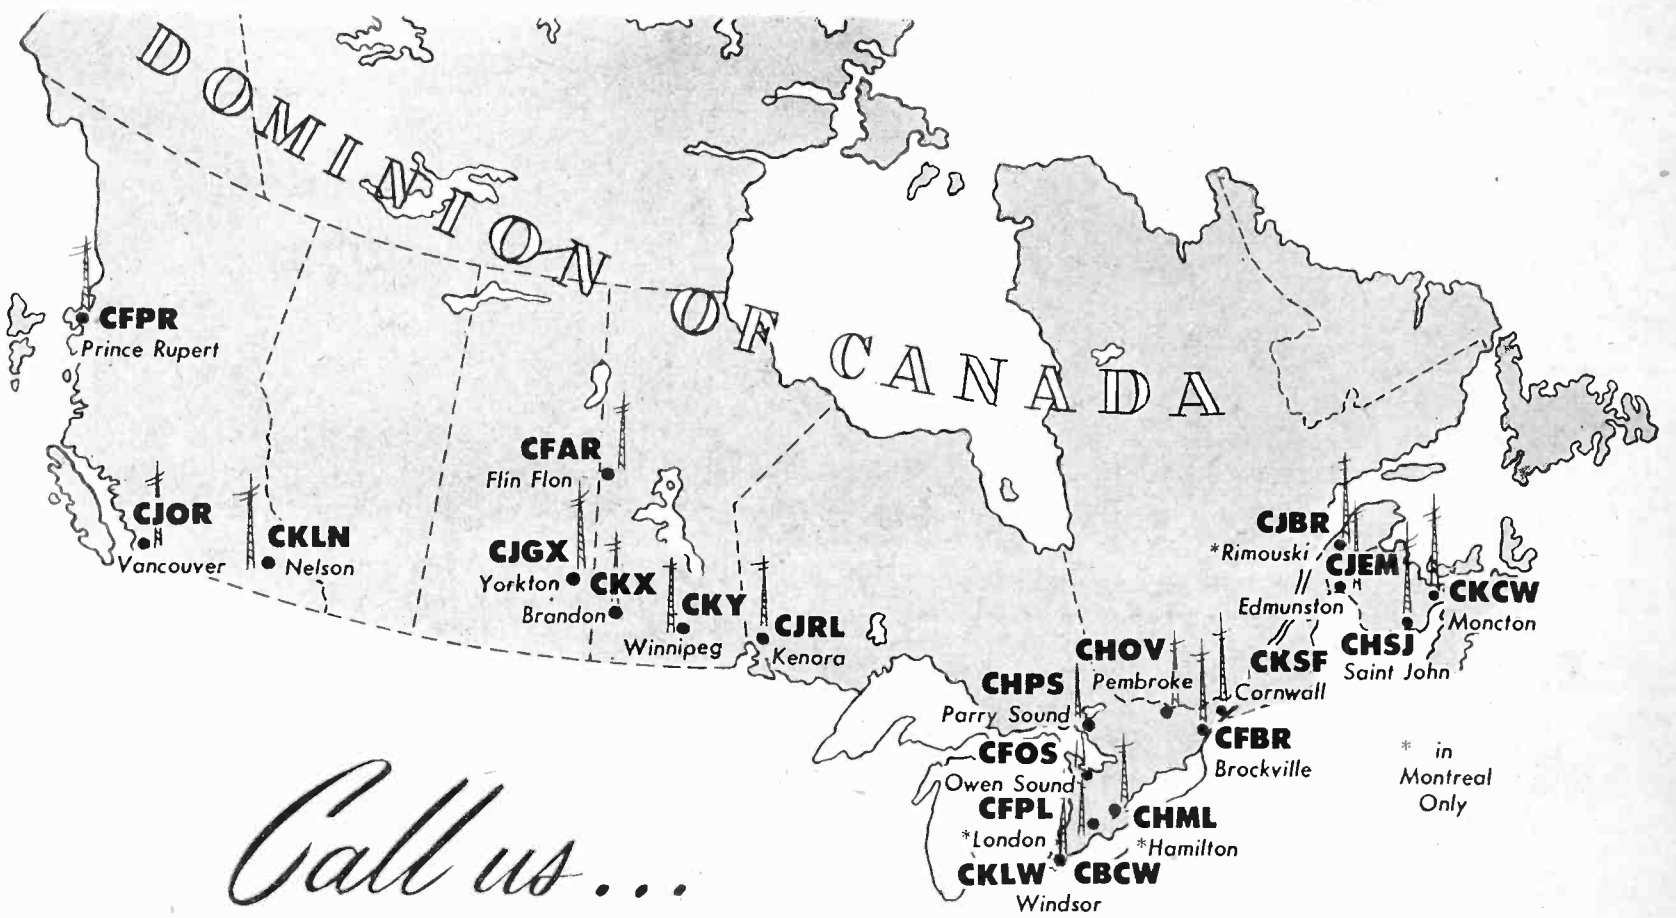 DOMINION OF CANADA
CFPR
Prince Rupert
CJOR
Vancouver
CKLN
Nelson
CFAR
Flin Flon
CJGX
Yorkton
CKX
Brandon
CKY
Winnipeg
CJRL
Kenora
CJBR
*Rimouski
CJEM
Edmunston
CKCW
Moncton
CHSJ
Saint John
CHOV
Pembroke
CKSF
Cornwall
CHPS
Parry Sound
CFBR
Brockville
CFOS
Owen Sound
CFPL
*London
CHML
*Hamilton
CKLW CBCW
Windsor
* in
Montreal
Only
Call us...